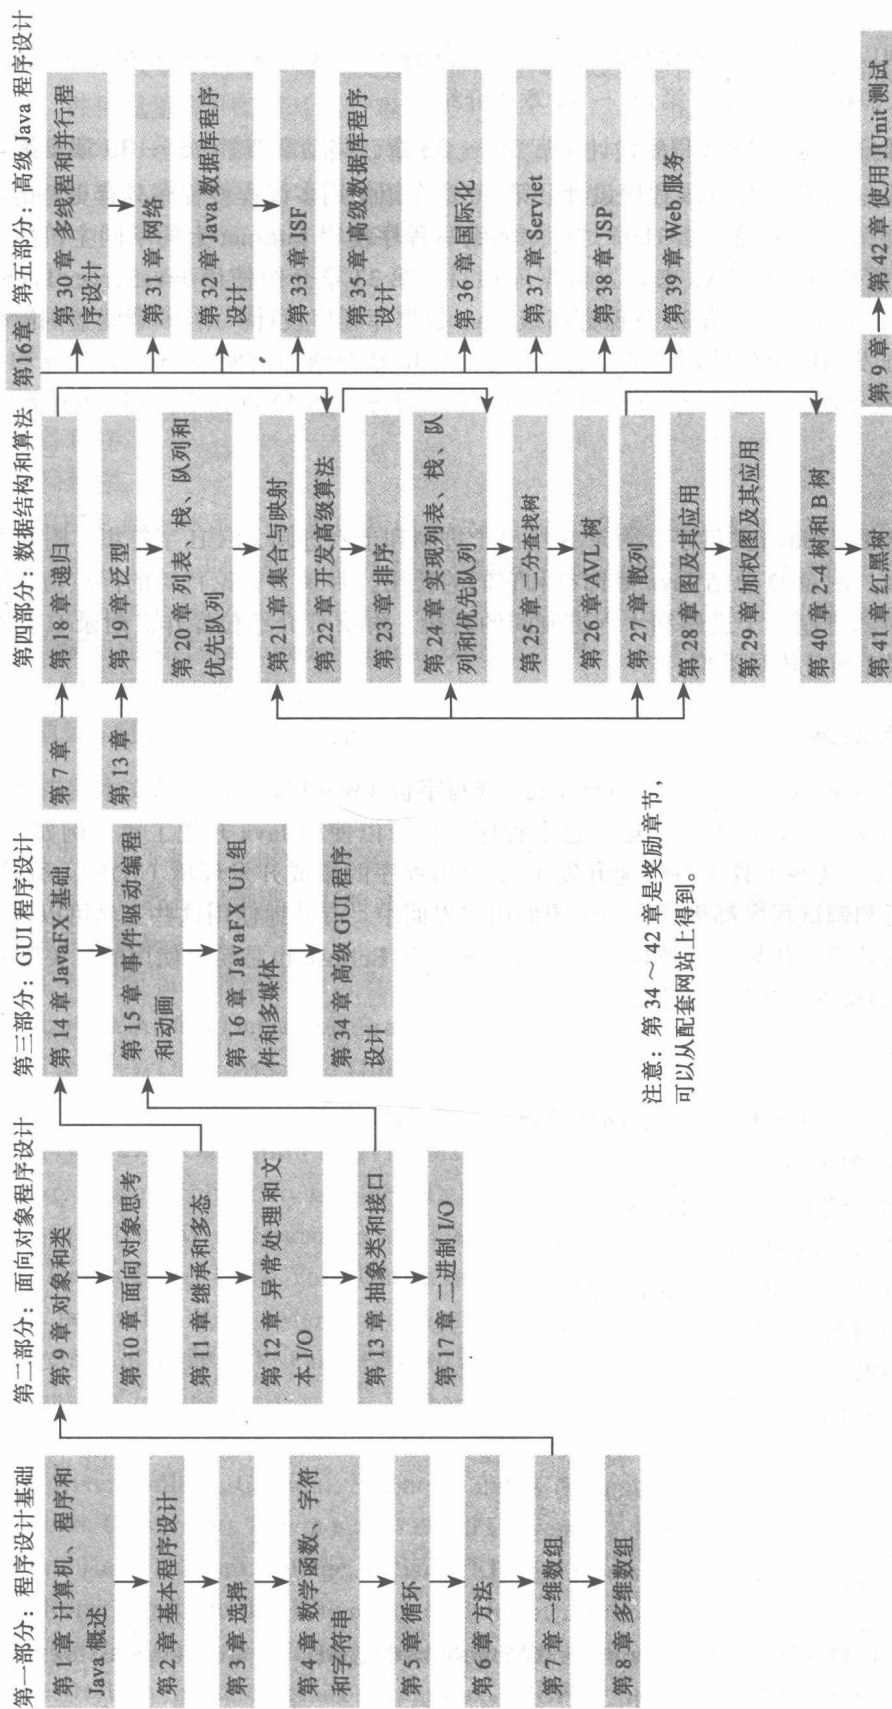 第一部分：程序设计基础
第 1 章 计算机、程序和
Java 概述
第 2 章 基本程序设计
第 3 章 选择
第 4 章 数学函数、字符
和字符串
第 5 章 循环
第 6 章 方法
第 7 章 一维数组
第 8 章 多维数组
第二部分：面向对象程序设计
第 9 章 对象和类
第 10 章 面向对象思考
第 11 章 继承和多态
第 12 章 异常处理和文
本 I/O
第 13 章 抽象类和接口
第 17 章 二进制 I/O
第三部分：GUI 程序设计
第 14 章 JavaFX 基础
第 15 章 事件驱动编程
和动画
第 16 章 JavaFX UI 组
件和多媒体
第 34 章 高级 GUI 程序
设计
第四部分：数据结构和算法
第 7 章
第 18 章 递归
第 13 章
第 19 章 泛型
第 20 章 列表、栈、队列和
优先队列
第 21 章 集合与映射
第 22 章 开发高级算法
第 23 章 排序
第 24 章 实现列表、栈、队
列和优先队列
第 25 章 二分查找树
第 26 章 AVL 树
第 27 章 散列
第 28 章 图及其应用
第 29 章 加权图及其应用
第 40 章 2-4 树和 B 树
第 41 章 红黑树
第五部分：高级 Java 程序设计
第16章
第 30 章 多线程和并行程
序设计
第 31 章 网络
第 32 章 Java 数据库程序
设计
第 33 章 JSF
第 35 章 高级数据库程序
设计
第 36 章 国际化
第 37 章 Servlet
第 38 章 JSP
第 39 章 Web 服务
第 9 章
第 42 章 使用 JUnit 测试
注意：第 34～42 章是奖励章节，
可以从配套网站上得到。